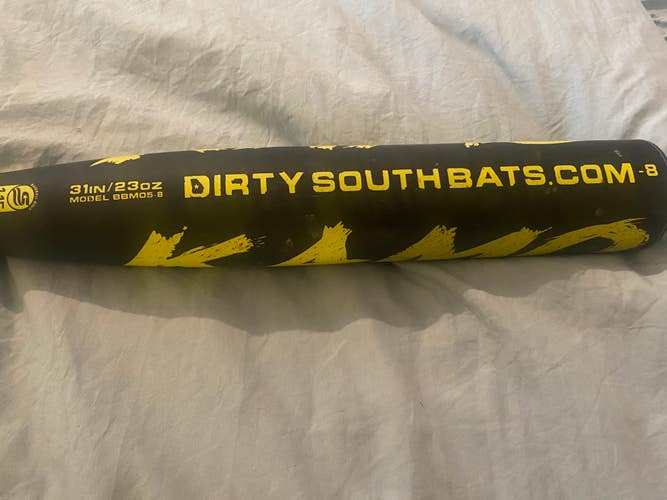 31IN/23OZ
MODEL BBM05-8
DIRTYSOUTHBATS.COM -8